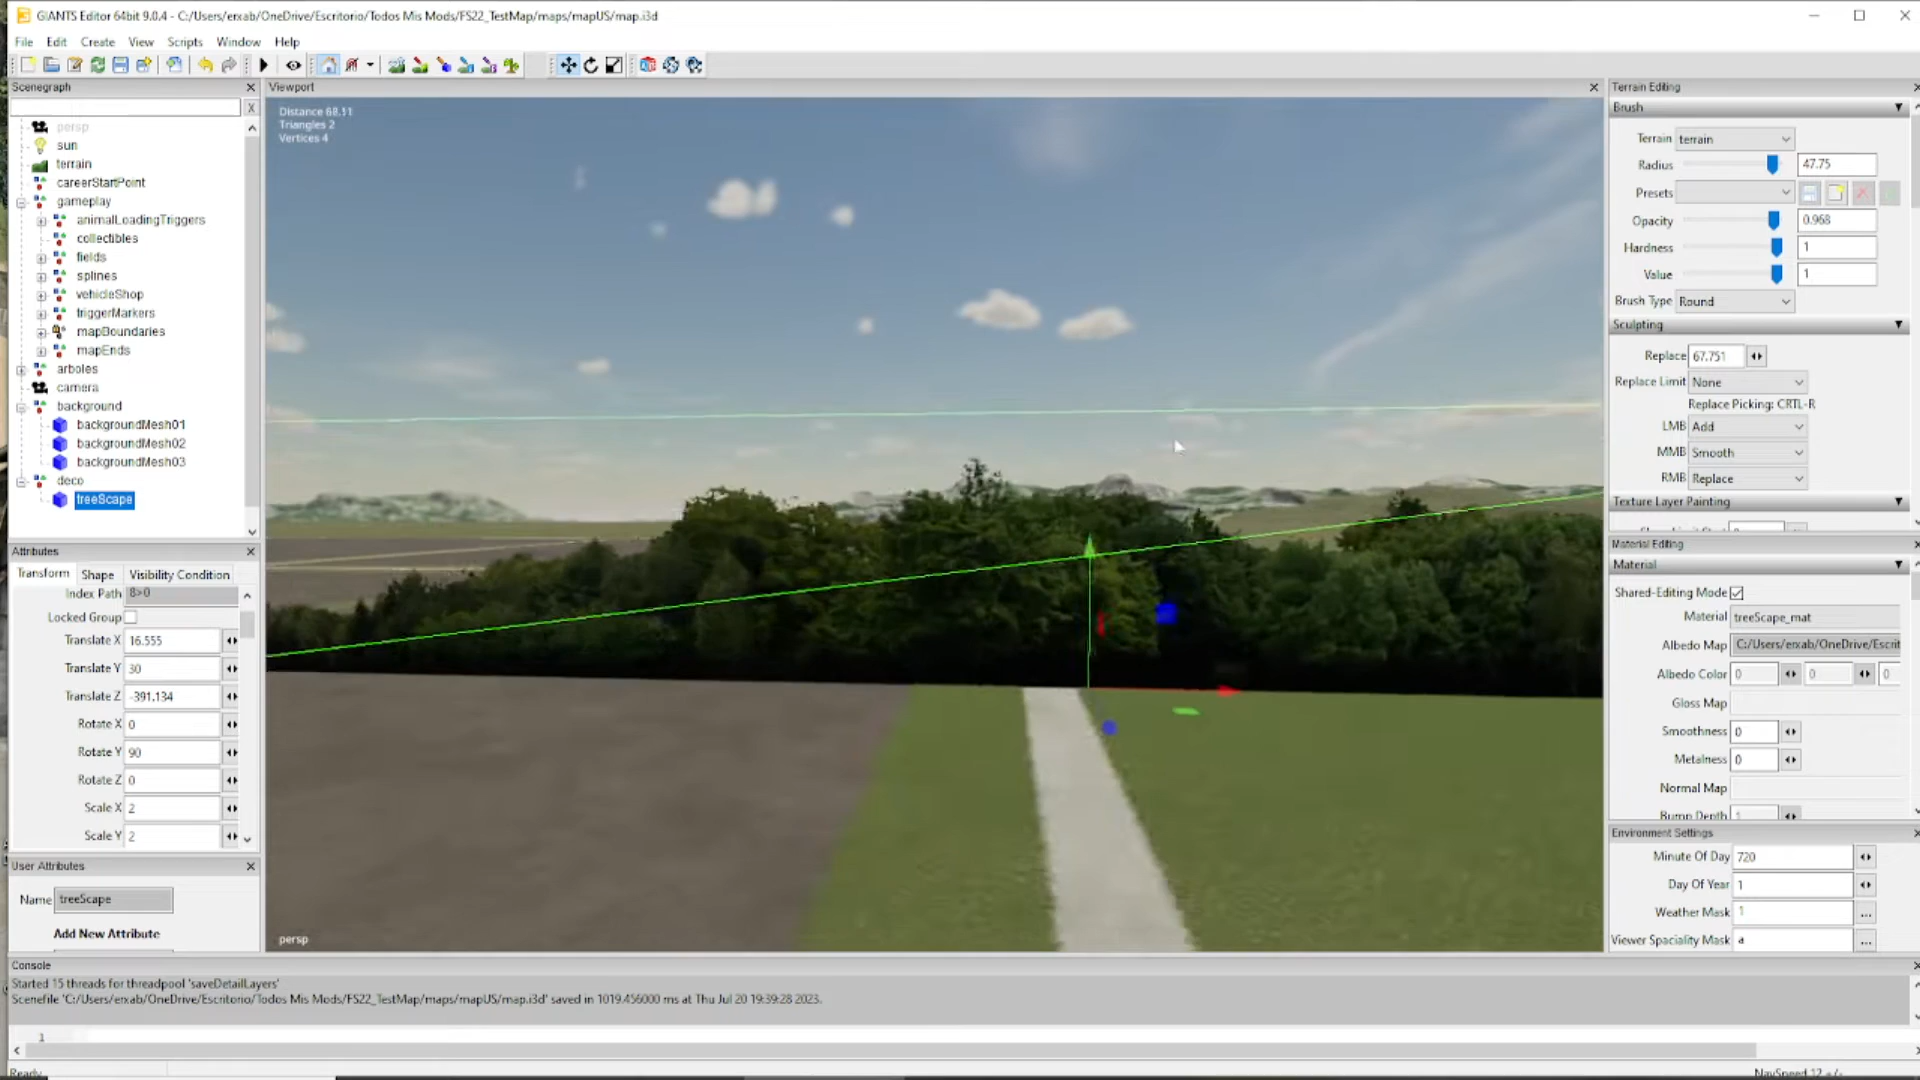 GIANTS Editor 64bit 9.0.4 - C:/Users/erxab/OneDrive/Escritorio/Todos Mis Mods/FS22_TestMap/maps/mapUS/map.i3d
File Edit Create View Scripts Window Help
Scenegraph
X
persp
sun
terrain
careerStartPoint
gameplay
animalLoadingTriggers
collectibles
fields
splines
vehicleShop
triggerMarkers
mapBoundaries
mapEnds
arboles
camera
background
backgroundMesh01
backgroundMesh02
backgroundMesh03
deco
treeScape
Attributes
Transform Shape Visibility Condition
Index Path 8>0
Locked Group
Translate X 16.555
Translate Y 30
Translate Z -391.134
Rotate X 0
Rotate Y 90
Rotate Z 0
Scale X 2
Scale Y 2
User Attributes
Name treeScape
Add New Attribute
Viewport
Distance 68.11
Triangles 2
Vertices 4
persp
Terrain Editing
Brush
Terrain terrain
Radius 47.75
Presets
Opacity 0.968
Hardness 1
Value 1
Brush Type Round
Sculpting
Replace 67.751
Replace Limit None
Replace Picking: CRTL-R
LMB Add
MMB Smooth
RMB Replace
Texture Layer Painting
Material Editing
Material
Shared-Editing Mode
Material treeScape_mat
Albedo Map C:/Users/erxab/OneDrive/Escrit
Albedo Color 0 0 0
Gloss Map
Smoothness 0
Metalness 0
Normal Map
Bump Depth 1
Environment Settings
Minute Of Day 720
Day Of Year 1
Weather Mask 1
Viewer Spaciality Mask a
Console
Started 15 threads for threadpool 'saveDetailLayers'
Scenefile 'C:/Users/erxab/OneDrive/Escritorio/Todos Mis Mods/FS22_TestMap/maps/mapUS/map.i3d' saved in 1019.456000 ms at Thu Jul 20 19:39:28 2023.
1
Ready
NavSpeed 12 +/-